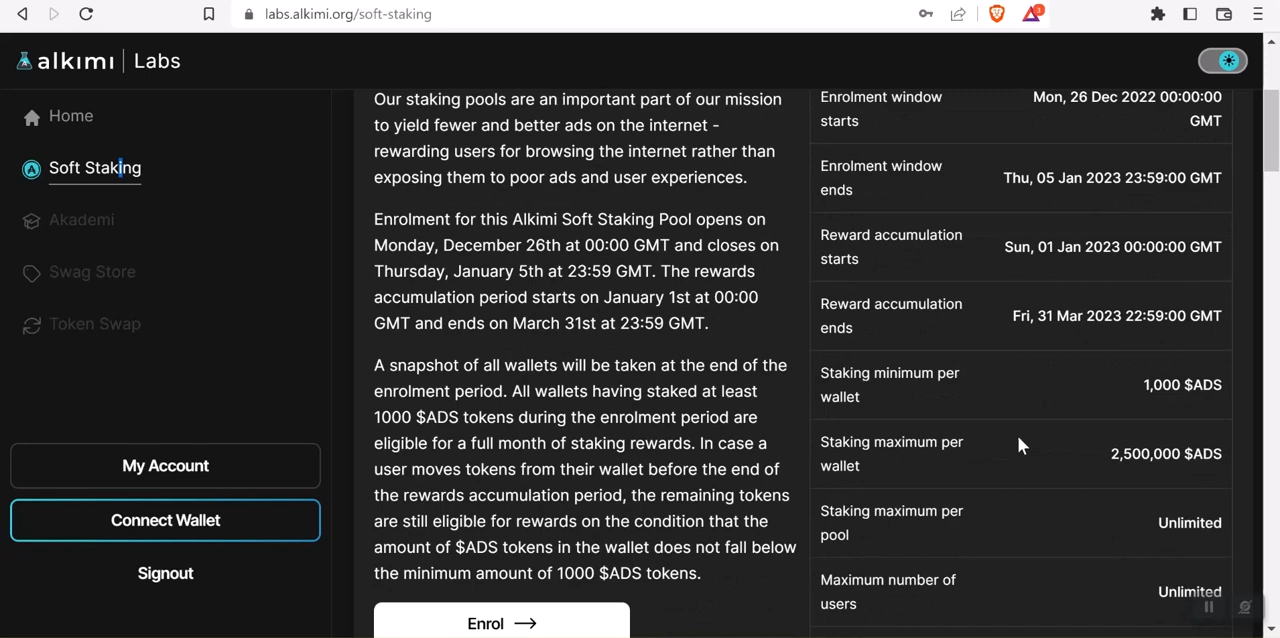 labs.alkimi.org/soft-staking
3
alkimi | Labs
Home
Soft Staking
Akademi
Swag Store
Token Swap
My Account
Connect Wallet
Signout
Our staking pools are an important part of our mission
to yield fewer and better ads on the internet -
rewarding users for browsing the internet rather than
exposing them to poor ads and user experiences.
Enrolment for this Alkimi Soft Staking Pool opens on
Monday, December 26th at 00:00 GMT and closes on
Thursday, January 5th at 23:59 GMT. The rewards
accumulation period starts on January 1st at 00:00
GMT and ends on March 31st at 23:59 GMT.
A snapshot of all wallets will be taken at the end of the
enrolment period. All wallets having staked at least
1000 $ADS tokens during the enrolment period are
eligible for a full month of staking rewards. In case a
user moves tokens from their wallet before the end of
the rewards accumulation period, the remaining tokens
are still eligible for rewards on the condition that the
amount of $ADS tokens in the wallet does not fall below
the minimum amount of 1000 $ADS tokens.
Enrol
Enrolment window
starts
Mon, 26 Dec 2022 00:00:00
GMT
Enrolment window
ends
Thu, 05 Jan 2023 23:59:00 GMT
Reward accumulation
starts
Sun, 01 Jan 2023 00:00:00 GMT
Reward accumulation
ends
Fri, 31 Mar 2023 22:59:00 GMT
Staking minimum per
wallet
1,000 $ADS
Staking maximum per
wallet
2,500,000 $ADS
Staking maximum per
pool
Unlimited
Maximum number of
users
Unlimited